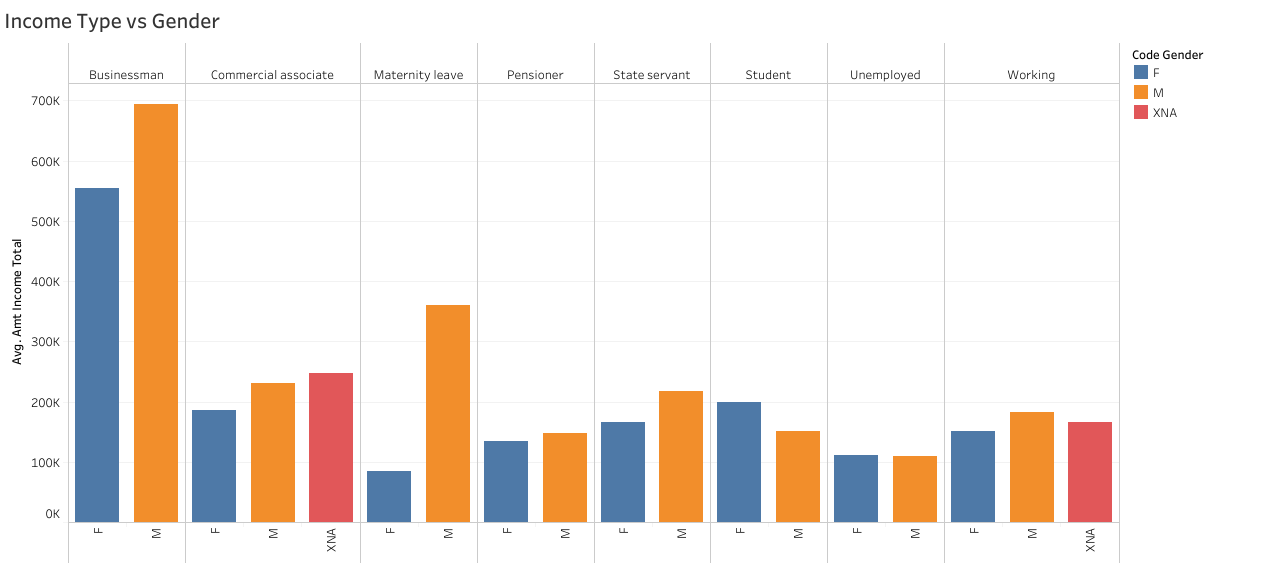 Income Type vs Gender
Businessman Commercial associate Maternity leave Pensioner State servant Student Unemployed Working
Code Gender
F
M
XNA
Avg. Amt Income Total
700K
600K
500K
400K
300K
200K
100K
0K
F M F M XNA F M F M F M F M F M F M XNA